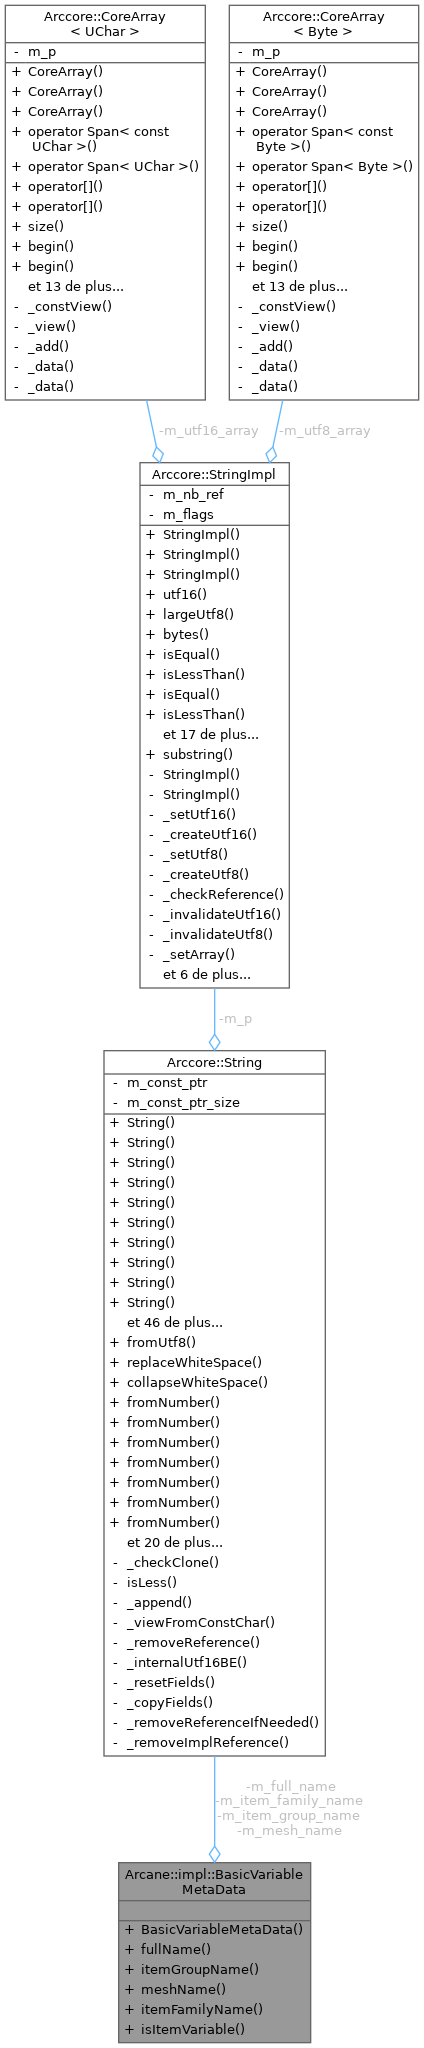 Arccore::CoreArray
< UChar >
- m_p
+ CoreArray()
+ CoreArray()
+ CoreArray()
+ operator Span< const
UChar >()
+ operator Span< UChar >()
+ operator[]()
+ operator[]()
+ size()
+ begin()
+ begin()
et 13 de plus...
- _constView()
- _view()
- _add()
- _data()
- _data()
Arccore::CoreArray
< Byte >
- m_p
+ CoreArray()
+ CoreArray()
+ CoreArray()
+ operator Span< const
Byte >()
+ operator Span< Byte >()
+ operator[]()
+ operator[]()
+ size()
+ begin()
+ begin()
et 13 de plus...
- _constView()
- _view()
- _add()
- _data()
- _data()
-m_utf16_array
-m_utf8_array
Arccore::StringImpl
- m_nb_ref
- m_flags
+ StringImpl()
+ StringImpl()
+ StringImpl()
+ utf16()
+ largeUtf8()
+ bytes()
+ isEqual()
+ isLessThan()
+ isEqual()
+ isLessThan()
et 17 de plus...
+ substring()
- StringImpl()
- StringImpl()
- _setUtf16()
- _createUtf16()
- _setUtf8()
- _createUtf8()
- _checkReference()
- _invalidateUtf16()
- _invalidateUtf8()
- _setArray()
et 6 de plus...
-m_p
Arccore::String
- m_const_ptr
- m_const_ptr_size
+ String()
+ String()
+ String()
+ String()
+ String()
+ String()
+ String()
+ String()
+ String()
+ String()
et 46 de plus...
+ fromUtf8()
+ replaceWhiteSpace()
+ collapseWhiteSpace()
+ fromNumber()
+ fromNumber()
+ fromNumber()
+ fromNumber()
+ fromNumber()
+ fromNumber()
+ fromNumber()
et 20 de plus...
- _checkClone()
- isLess()
- _append()
- _viewFromConstChar()
- _removeReference()
- _internalUtf16BE()
- _resetFields()
- _copyFields()
- _removeReferenceIfNeeded()
- _removeImplReference()
-m_full_name
-m_item_family_name
-m_item_group_name
-m_mesh_name
Arcane::impl::BasicVariable
MetaData
+ BasicVariableMetaData()
+ fullName()
+ itemGroupName()
+ meshName()
+ itemFamilyName()
+ isItemVariable()